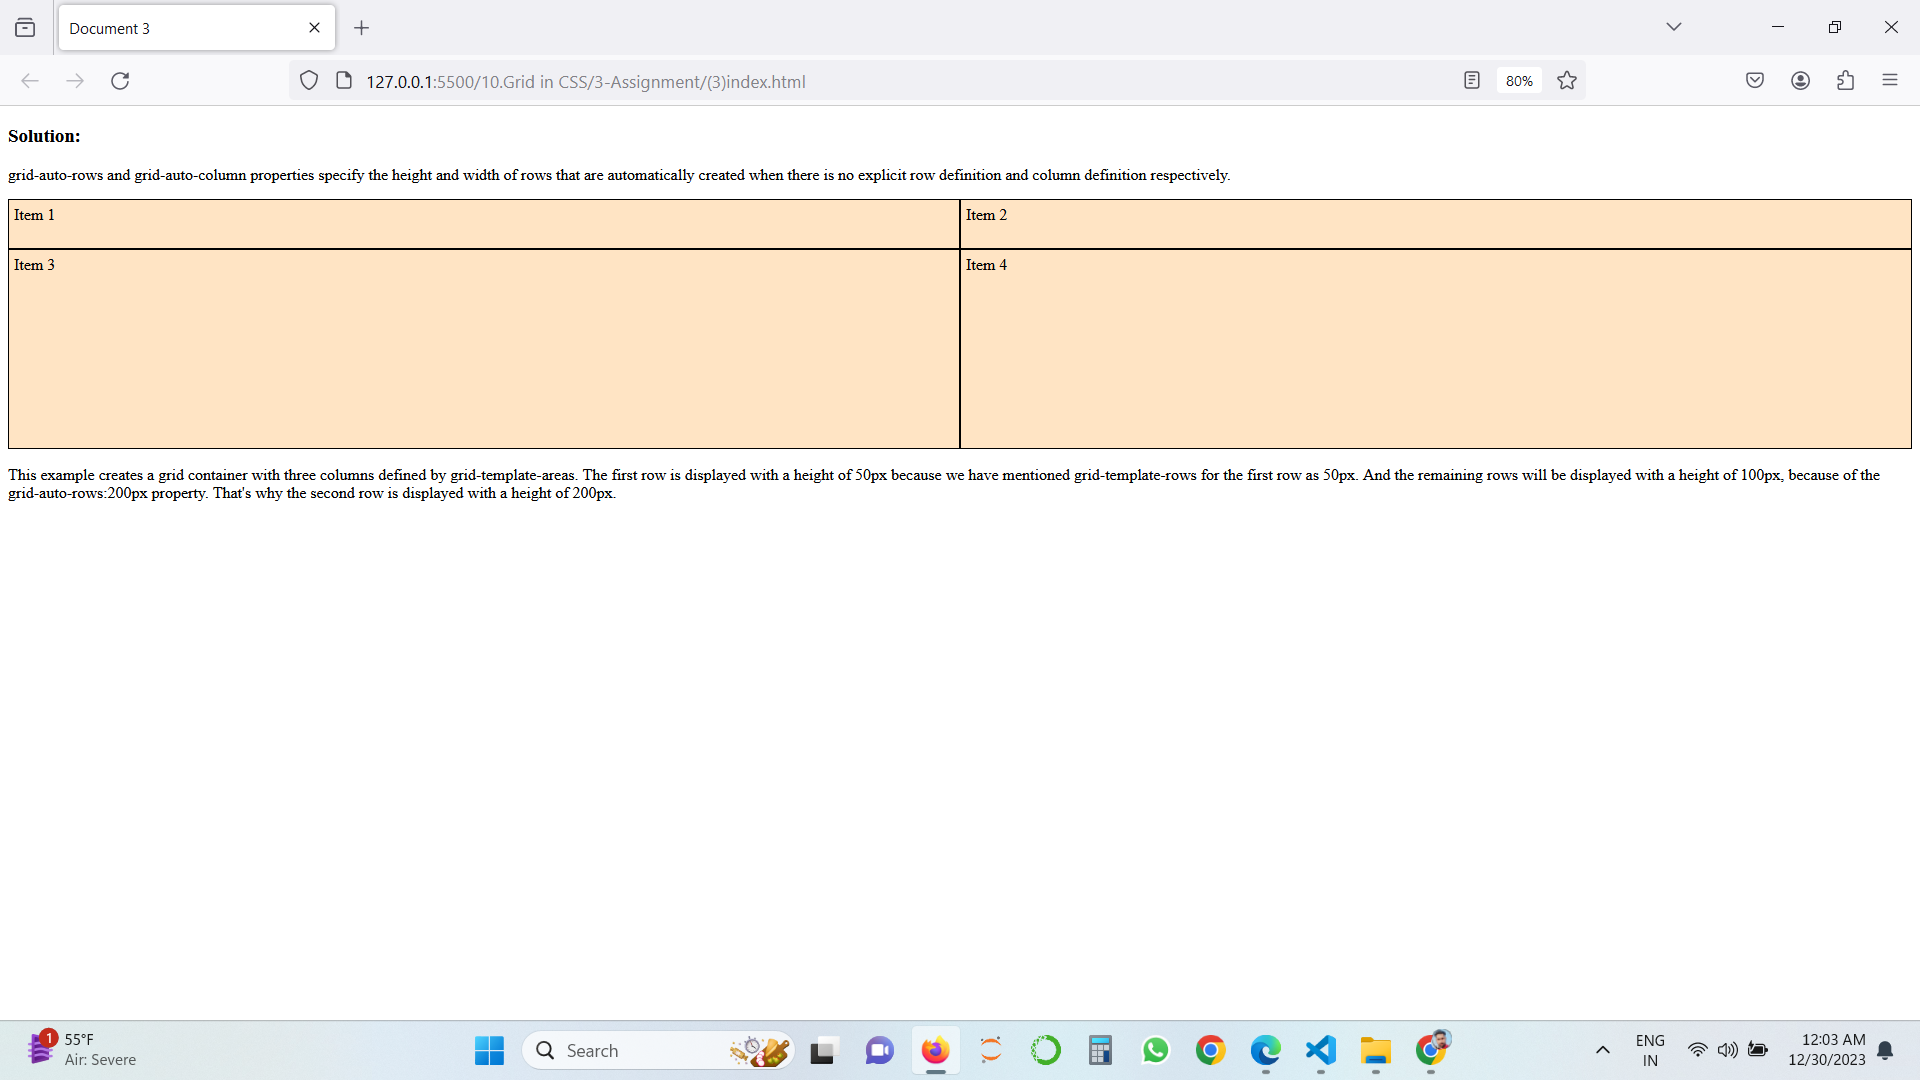 Document 3
127.0.0.1:5500/10.Grid in CSS/3-Assignment/(3)index.html
80%
Solution:
grid-auto-rows and grid-auto-column properties specify the height and width of rows that are automatically created when there is no explicit row definition and column definition respectively.
Item 1
Item 2
Item 3
Item 4
This example creates a grid container with three columns defined by grid-template-areas. The first row is displayed with a height of 50px because we have mentioned grid-template-rows for the first row as 50px. And the remaining rows will be displayed with a height of 100px, because of the
grid-auto-rows:200px property. That's why the second row is displayed with a height of 200px.
1
55°F
Air: Severe
Search
ENG
IN
12:03 AM
12/30/2023